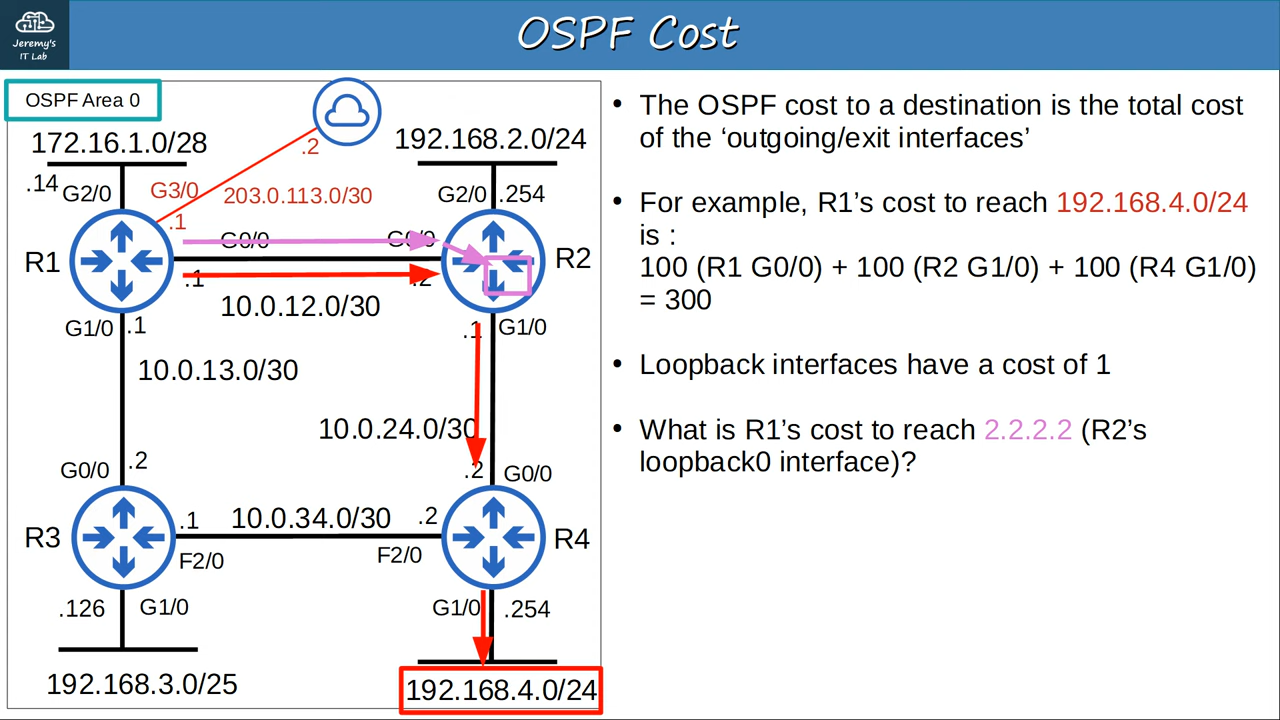 Jeremy's
IT Lab
OSPF Cost
OSPF Area 0
172.16.1.0/28
192.168.2.0/24
.2
.14
G2/0
G3/0
203.0.113.0/30
G2/0
.254
.1
R1
G0/0
G0/0
R2
.1
.2
10.0.12.0/30
G1/0
.1
.1
G1/0
10.0.13.0/30
10.0.24.0/30
G0/0
.2
.2
G0/0
R3
.1
10.0.34.0/30
.2
R4
F2/0
F2/0
.126
G1/0
G1/0
.254
192.168.3.0/25
192.168.4.0/24
• The OSPF cost to a destination is the total cost
of the ‘outgoing/exit interfaces’
• For example, R1’s cost to reach 192.168.4.0/24
is :
100 (R1 G0/0) + 100 (R2 G1/0) + 100 (R4 G1/0)
= 300
• Loopback interfaces have a cost of 1
• What is R1’s cost to reach 2.2.2.2 (R2’s
loopback0 interface)?